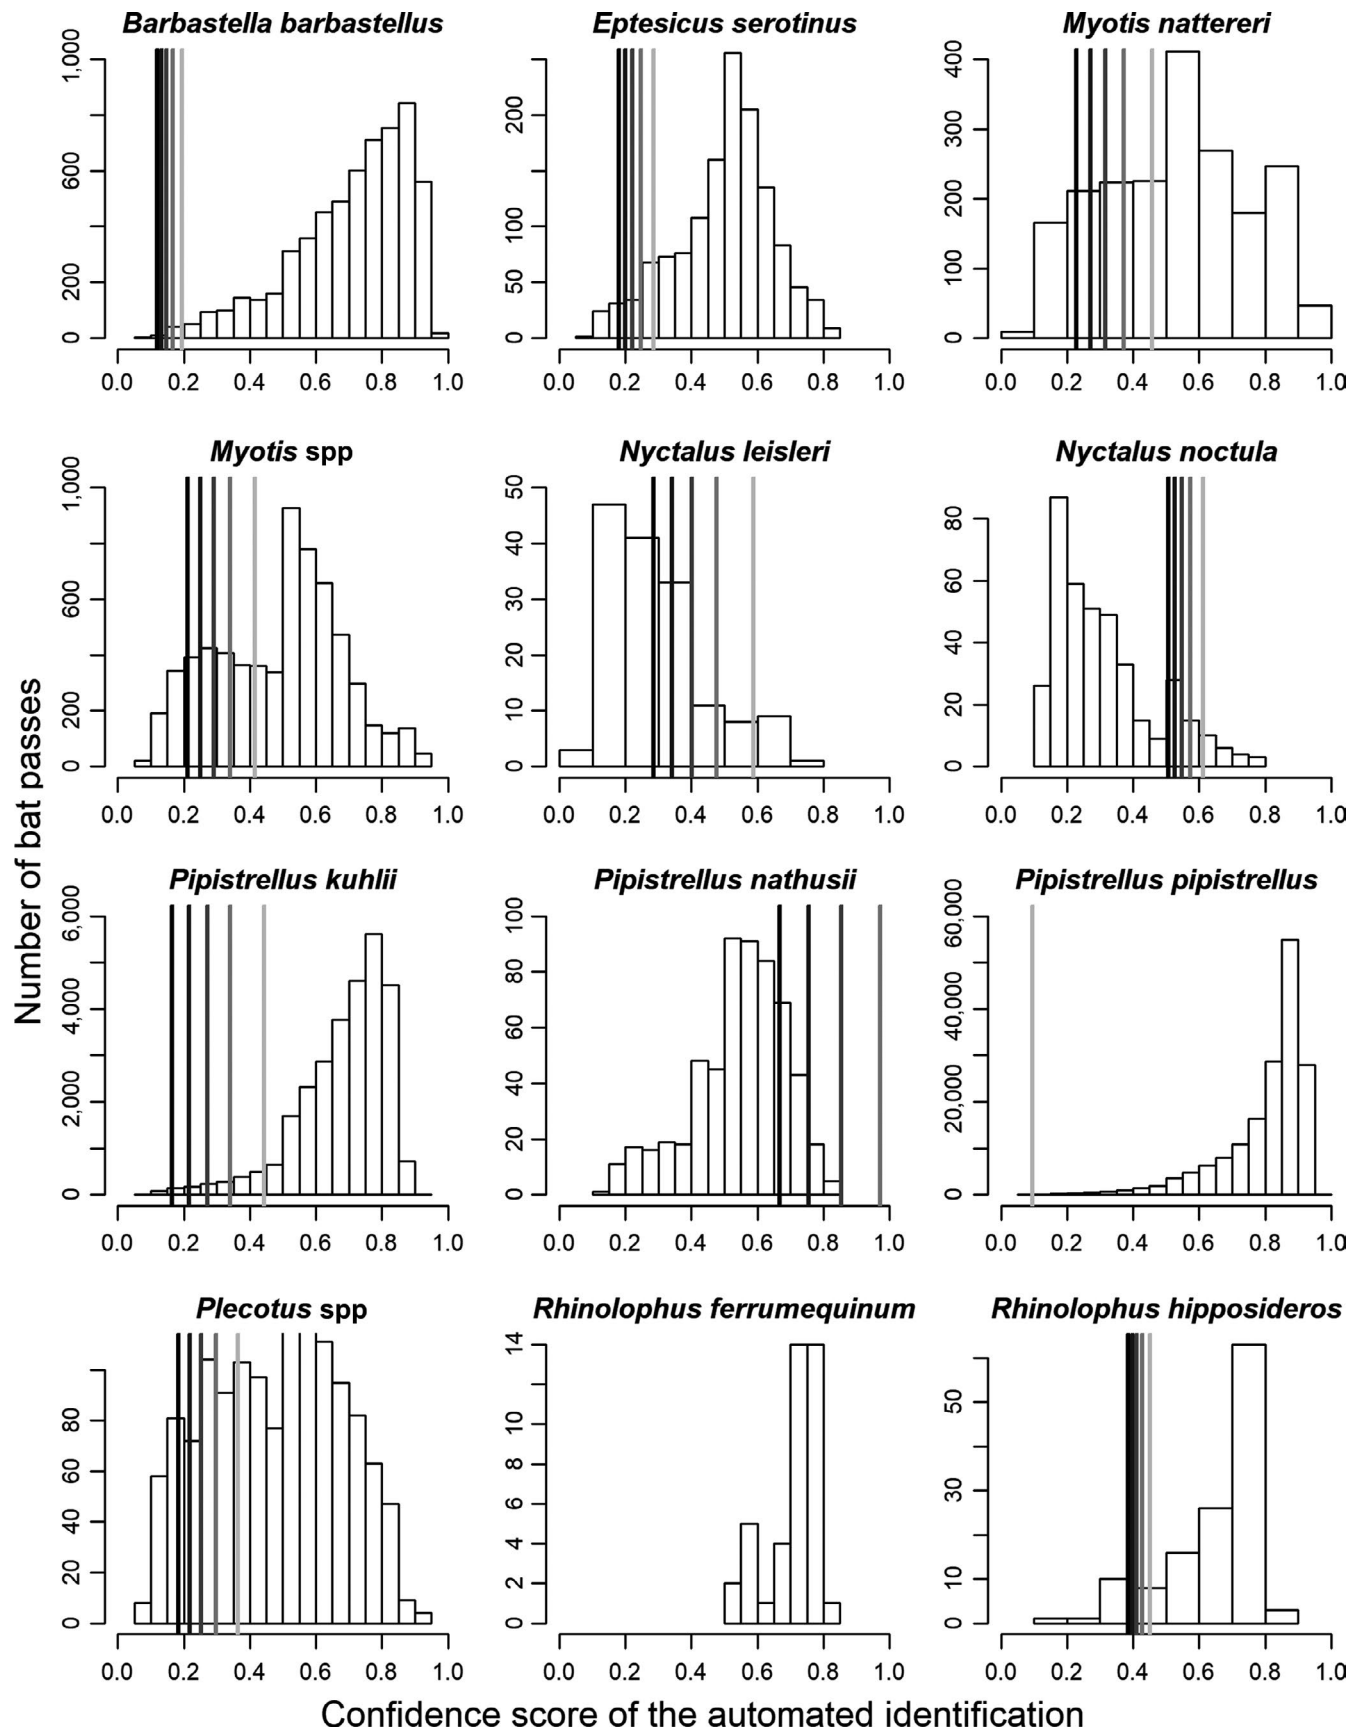 Barbastella barbastellus
Eptesicus serotinus
Myotis nattereri
1,000
600
200
0
200
100
50
0
400
300
200
100
0
0.0 0.2 0.4 0.6 0.8 1.0
0.0 0.2 0.4 0.6 0.8 1.0
0.0 0.2 0.4 0.6 0.8 1.0
Myotis spp
Nyctalus leisleri
Nyctalus noctula
1,000
600
200
0
50
40
30
20
10
0
80
60
40
20
0
0.0 0.2 0.4 0.6 0.8 1.0
0.0 0.2 0.4 0.6 0.8 1.0
0.0 0.2 0.4 0.6 0.8 1.0
Number of bat passes
Pipistrellus kuhlii
Pipistrellus nathusii
Pipistrellus pipistrellus
6,000
4,000
2,000
0
100
80
60
40
20
0
60,000
40,000
20,000
0
0.0 0.2 0.4 0.6 0.8 1.0
0.0 0.2 0.4 0.6 0.8 1.0
0.0 0.2 0.4 0.6 0.8 1.0
Plecotus spp
Rhinolophus ferrumequinum
Rhinolophus hipposideros
80
60
40
20
0
14
10
8
6
4
2
0
50
30
10
0
0.0 0.2 0.4 0.6 0.8 1.0
0.0 0.2 0.4 0.6 0.8 1.0
0.0 0.2 0.4 0.6 0.8 1.0
Confidence score of the automated identification